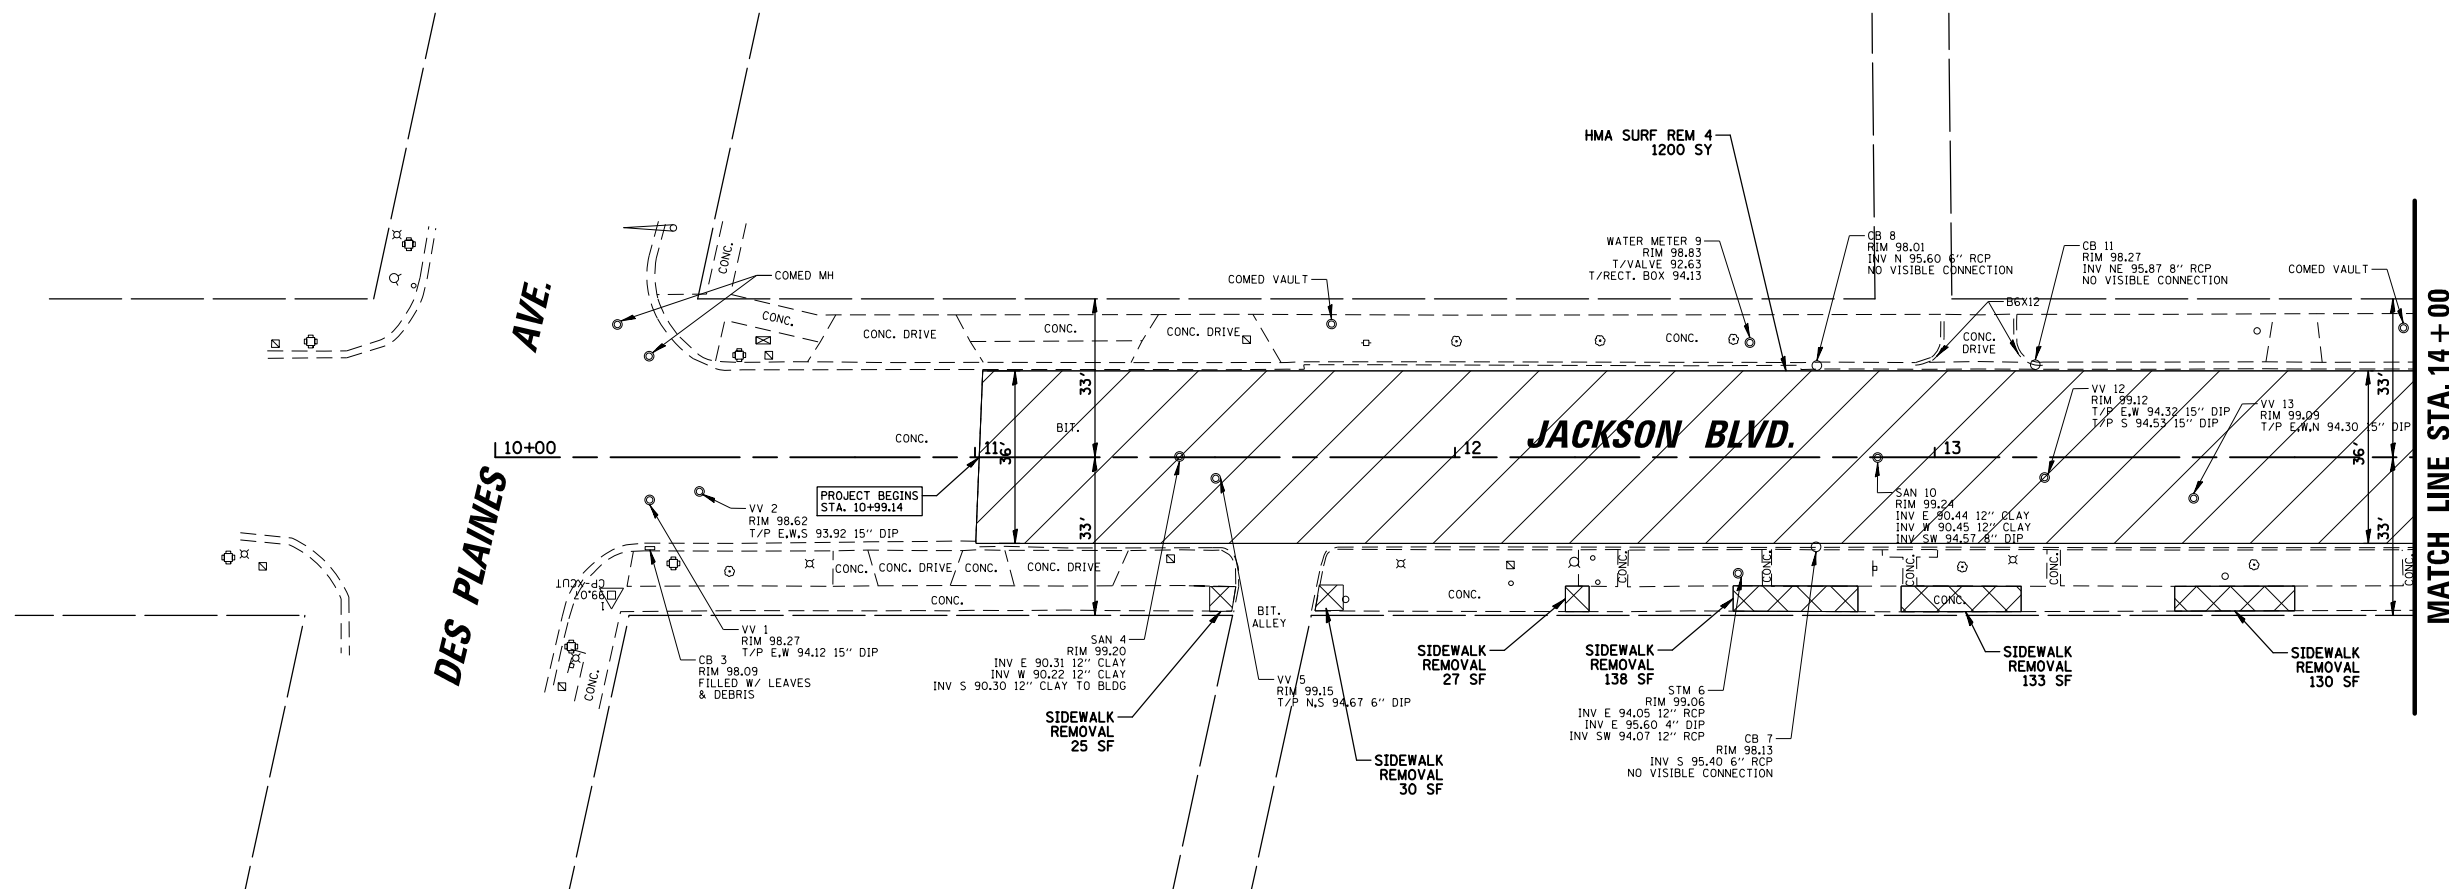 HMA SURF REM 4
1200 SY
WATER METER 9
RIM 98.83
T/VALVE 92.63
T/RECT. BOX 94.13
CB 8
RIM 98.01
INV N 95.60 6" RCP
NO VISIBLE CONNECTION
CB 11
RIM 98.27
INV NE 95.87 8" RCP
NO VISIBLE CONNECTION
COMED VAULT
COMED MH
COMED VAULT
B6X12
CONC.
CONC.
CONC. DRIVE
CONC.
CONC. DRIVE
CONC.
CONC.
DRIVE
AVE.
33'
33'
VV 12
RIM 99.12
T/P E,W 94.32 15" DIP
T/P S 94.53 15" DIP
VV 13
RIM 99.09
T/P E,W,N 94.30 15" DIP
BIT.
CONC.
JACKSON BLVD.
10+00
11
12
13
36'
36'
MATCH LINE STA. 14+00
PROJECT BEGINS
STA. 10+99.14
SAN 10
RIM 99.24
INV E 90.44 12" CLAY
INV W 90.45 12" CLAY
INV SW 94.57 8" DIP
VV 2
RIM 98.62
T/P E,W,S 93.92 15" DIP
33'
33'
DES PLAINES
CONC.
CONC. DRIVE
CONC.
CONC. DRIVE
CONC.
CONC.
CONC.
CONC.
CONC.
CP-XCUT
99.07
1
CONC.
CONC.
CONC.
BIT.
ALLEY
CONC.
VV 1
RIM 98.27
T/P E,W 94.12 15" DIP
CB 3
RIM 98.09
FILLED W/ LEAVES
& DEBRIS
SAN 4
RIM 99.20
INV E 90.31 12" CLAY
INV W 90.22 12" CLAY
INV S 90.30 12" CLAY TO BLDG
VV 5
RIM 99.15
T/P N,S 94.67 6" DIP
SIDEWALK
REMOVAL
25 SF
SIDEWALK
REMOVAL
30 SF
SIDEWALK
REMOVAL
27 SF
SIDEWALK
REMOVAL
138 SF
STM 6
RIM 99.06
INV E 94.05 12" RCP
INV E 95.60 4" DIP
INV SW 94.07 12" RCP
CB 7
RIM 98.13
INV S 95.40 6" RCP
NO VISIBLE CONNECTION
SIDEWALK
REMOVAL
133 SF
SIDEWALK
REMOVAL
130 SF